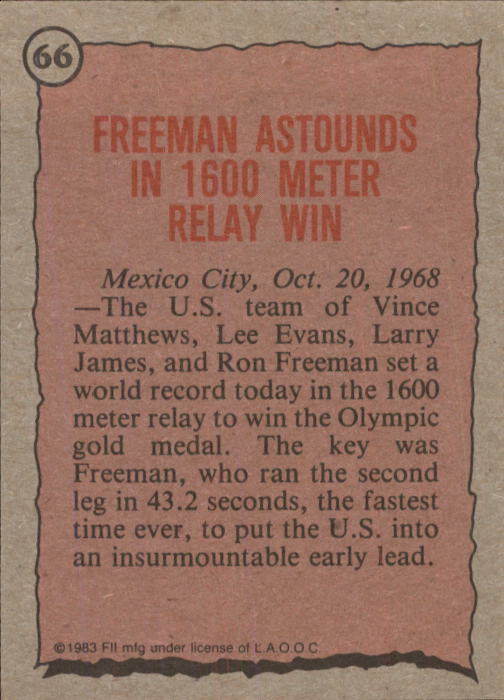 66
FREEMAN ASTOUNDS
IN 1600 METER
RELAY WIN
Mexico City, Oct. 20, 1968
—The U.S. team of Vince
Matthews, Lee Evans, Larry
James, and Ron Freeman set a
world record today in the 1600
meter relay to win the Olympic
gold medal. The key was
Freeman, who ran the second
leg in 43.2 seconds, the fastest
time ever, to put the U.S. into
an insurmountable early lead.
©1983 FII mfg under license of L.A.O.O.C.